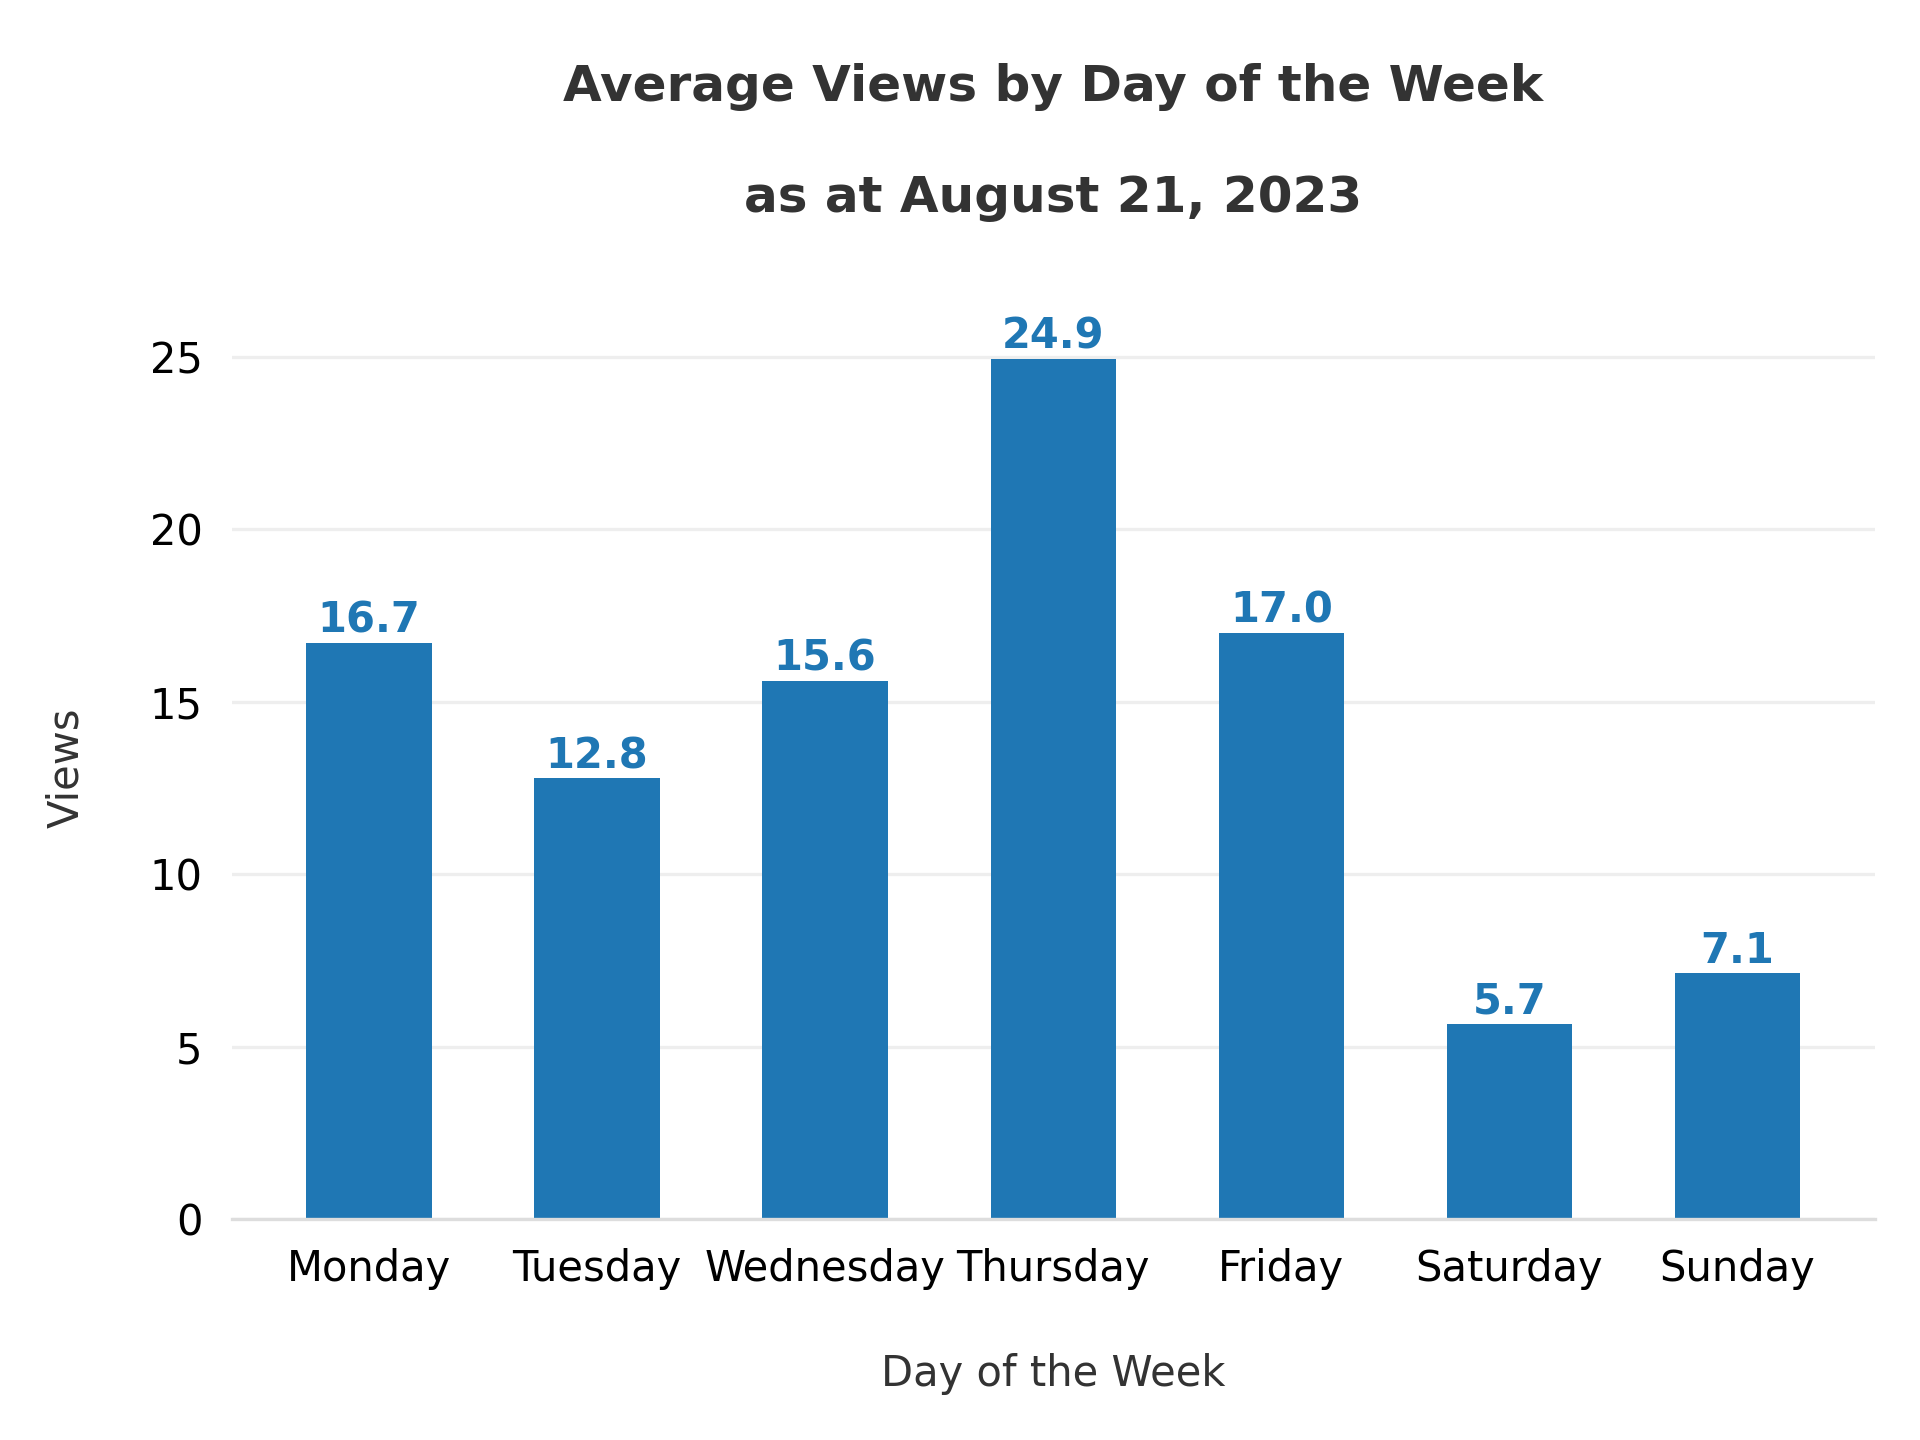 Average Views by Day of the Week
as at August 21, 2023
24.9
25
20
17.0
16.7
15.6
15
12.8
Views
10
7.1
5.7
5
0
Monday Tuesday Wednesday Thursday Friday Saturday Sunday
Day of the Week